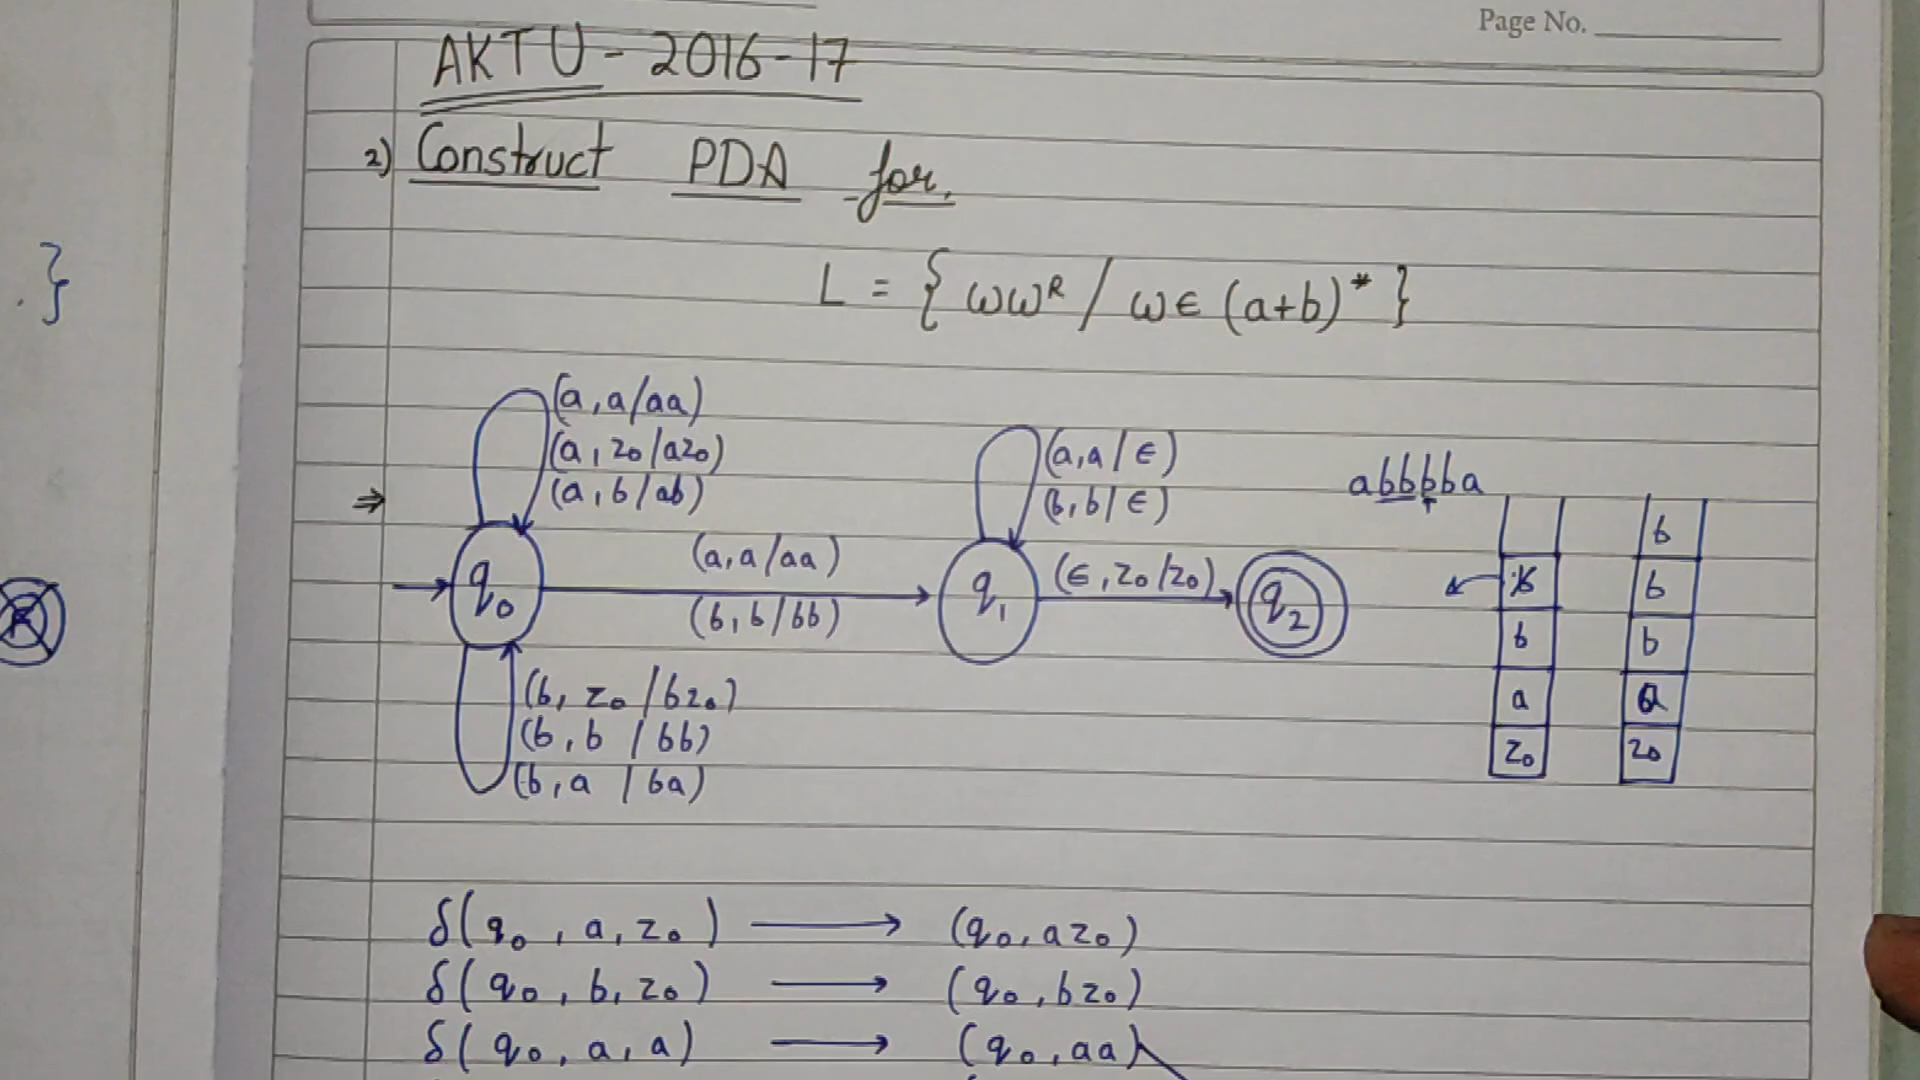 Page No.
AKTU - 2016-17
2) Construct PDA for.
L = { ωω^R / ω ∈ (a+b)* }
.}
(a, a/aa)
(a, z₀/az₀)
(a, b/ab)
⇒
(a, a/ε)
(b, b/ε)
abbbba
q₀
(a, a/aa)
(b, b/bb)
q₁
(ε, z₀/z₀)
q₂
(b, z₀/bz₀)
(b, b/bb)
(b, a/ba)
b
a
z₀
b
b
b
a
z₀
δ(q₀, a, z₀) ⟶ (q₀, az₀)
δ(q₀, b, z₀) ⟶ (q₀, bz₀)
δ(q₀, a, a) ⟶ (q₀, aa)